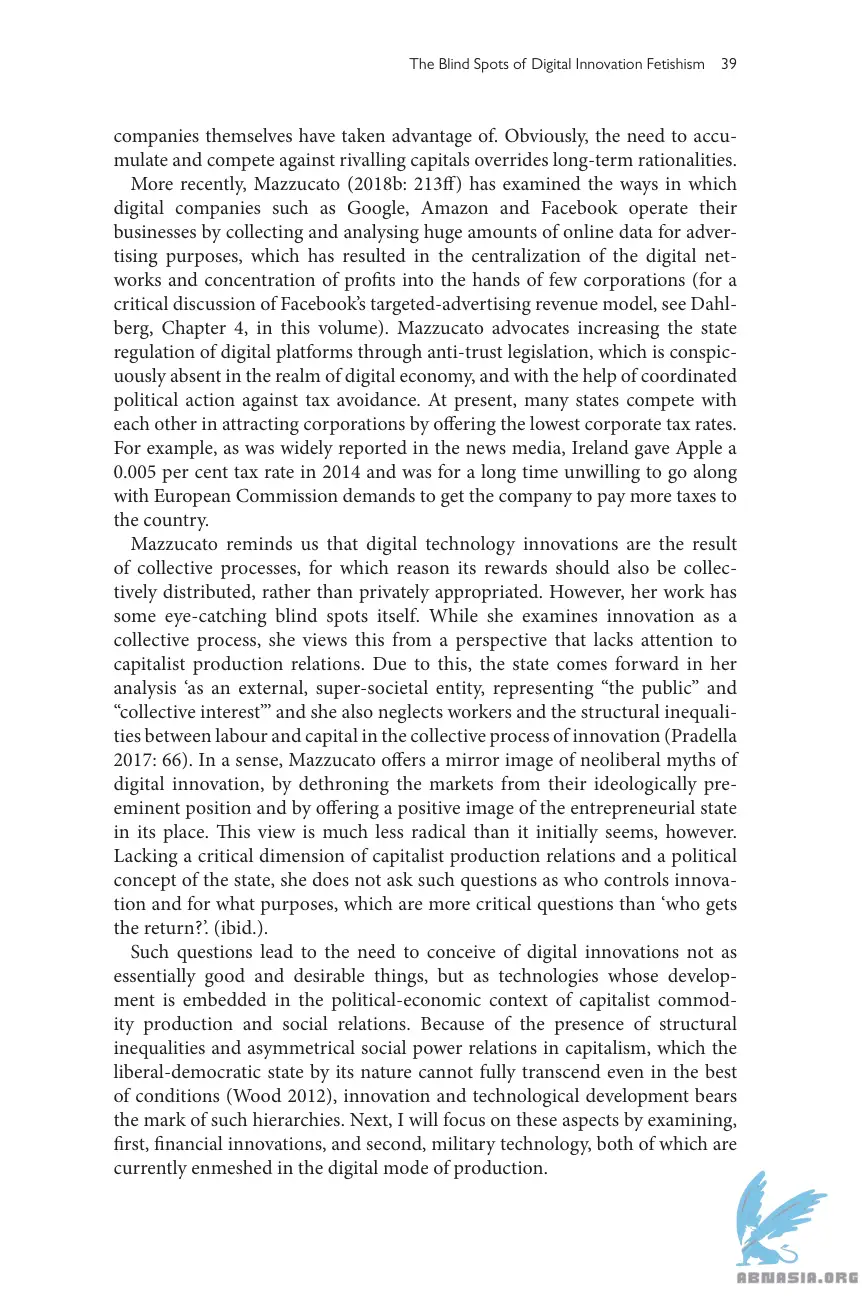 The Blind Spots of Digital Innovation Fetishism 39
companies themselves have taken advantage of. Obviously, the need to accu-
mulate and compete against rivalling capitals overrides long-term rationalities.
More recently, Mazzucato (2018b: 213ff) has examined the ways in which
digital companies such as Google, Amazon and Facebook operate their
businesses by collecting and analysing huge amounts of online data for adver-
tising purposes, which has resulted in the centralization of the digital net-
works and concentration of profits into the hands of few corporations (for a
critical discussion of Facebook’s targeted-advertising revenue model, see Dahl-
berg, Chapter 4, in this volume). Mazzucato advocates increasing the state
regulation of digital platforms through anti-trust legislation, which is conspic-
uously absent in the realm of digital economy, and with the help of coordinated
political action against tax avoidance. At present, many states compete with
each other in attracting corporations by offering the lowest corporate tax rates.
For example, as was widely reported in the news media, Ireland gave Apple a
0.005 per cent tax rate in 2014 and was for a long time unwilling to go along
with European Commission demands to get the company to pay more taxes to
the country.
Mazzucato reminds us that digital technology innovations are the result
of collective processes, for which reason its rewards should also be collec-
tively distributed, rather than privately appropriated. However, her work has
some eye-catching blind spots itself. While she examines innovation as a
collective process, she views this from a perspective that lacks attention to
capitalist production relations. Due to this, the state comes forward in her
analysis ‘as an external, super-societal entity, representing “the public” and
“collective interest”’ and she also neglects workers and the structural inequali-
ties between labour and capital in the collective process of innovation (Pradella
2017: 66). In a sense, Mazzucato offers a mirror image of neoliberal myths of
digital innovation, by dethroning the markets from their ideologically pre-
eminent position and by offering a positive image of the entrepreneurial state
in its place. This view is much less radical than it initially seems, however.
Lacking a critical dimension of capitalist production relations and a political
concept of the state, she does not ask such questions as who controls innova-
tion and for what purposes, which are more critical questions than ‘who gets
the return?’. (ibid.).
Such questions lead to the need to conceive of digital innovations not as
essentially good and desirable things, but as technologies whose develop-
ment is embedded in the political-economic context of capitalist commod-
ity production and social relations. Because of the presence of structural
inequalities and asymmetrical social power relations in capitalism, which the
liberal-democratic state by its nature cannot fully transcend even in the best
of conditions (Wood 2012), innovation and technological development bears
the mark of such hierarchies. Next, I will focus on these aspects by examining,
first, financial innovations, and second, military technology, both of which are
currently enmeshed in the digital mode of production.
ABNASIA.ORG